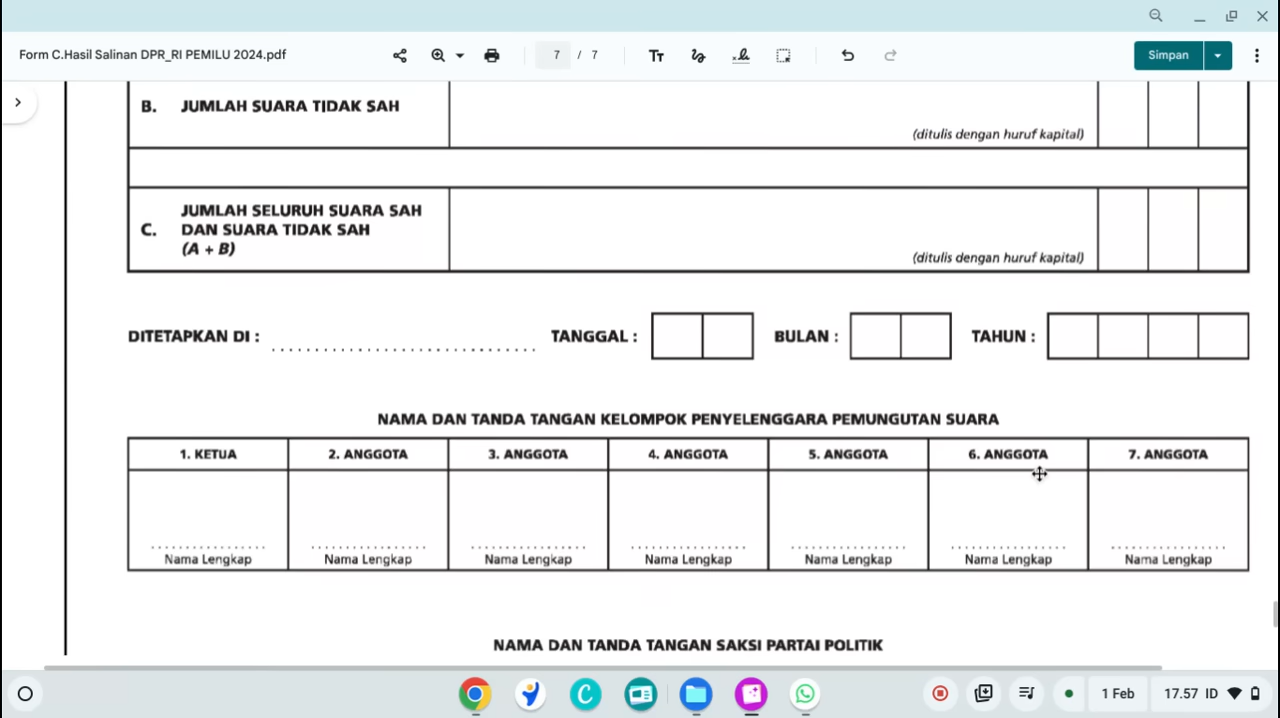 Form C.Hasil Salinan DPR_RI PEMILU 2024.pdf
7 / 7
Simpan
B. JUMLAH SUARA TIDAK SAH
(ditulis dengan huruf kapital)
C. JUMLAH SELURUH SUARA SAH
DAN SUARA TIDAK SAH
(A + B)
(ditulis dengan huruf kapital)
DITETAPKAN DI : TANGGAL : BULAN : TAHUN :
NAMA DAN TANDA TANGAN KELOMPOK PENYELENGGARA PEMUNGUTAN SUARA
1. KETUA 2. ANGGOTA 3. ANGGOTA 4. ANGGOTA 5. ANGGOTA 6. ANGGOTA 7. ANGGOTA
Nama Lengkap Nama Lengkap Nama Lengkap Nama Lengkap Nama Lengkap Nama Lengkap Nama Lengkap
NAMA DAN TANDA TANGAN SAKSI PARTAI POLITIK
1 Feb 17.57 ID